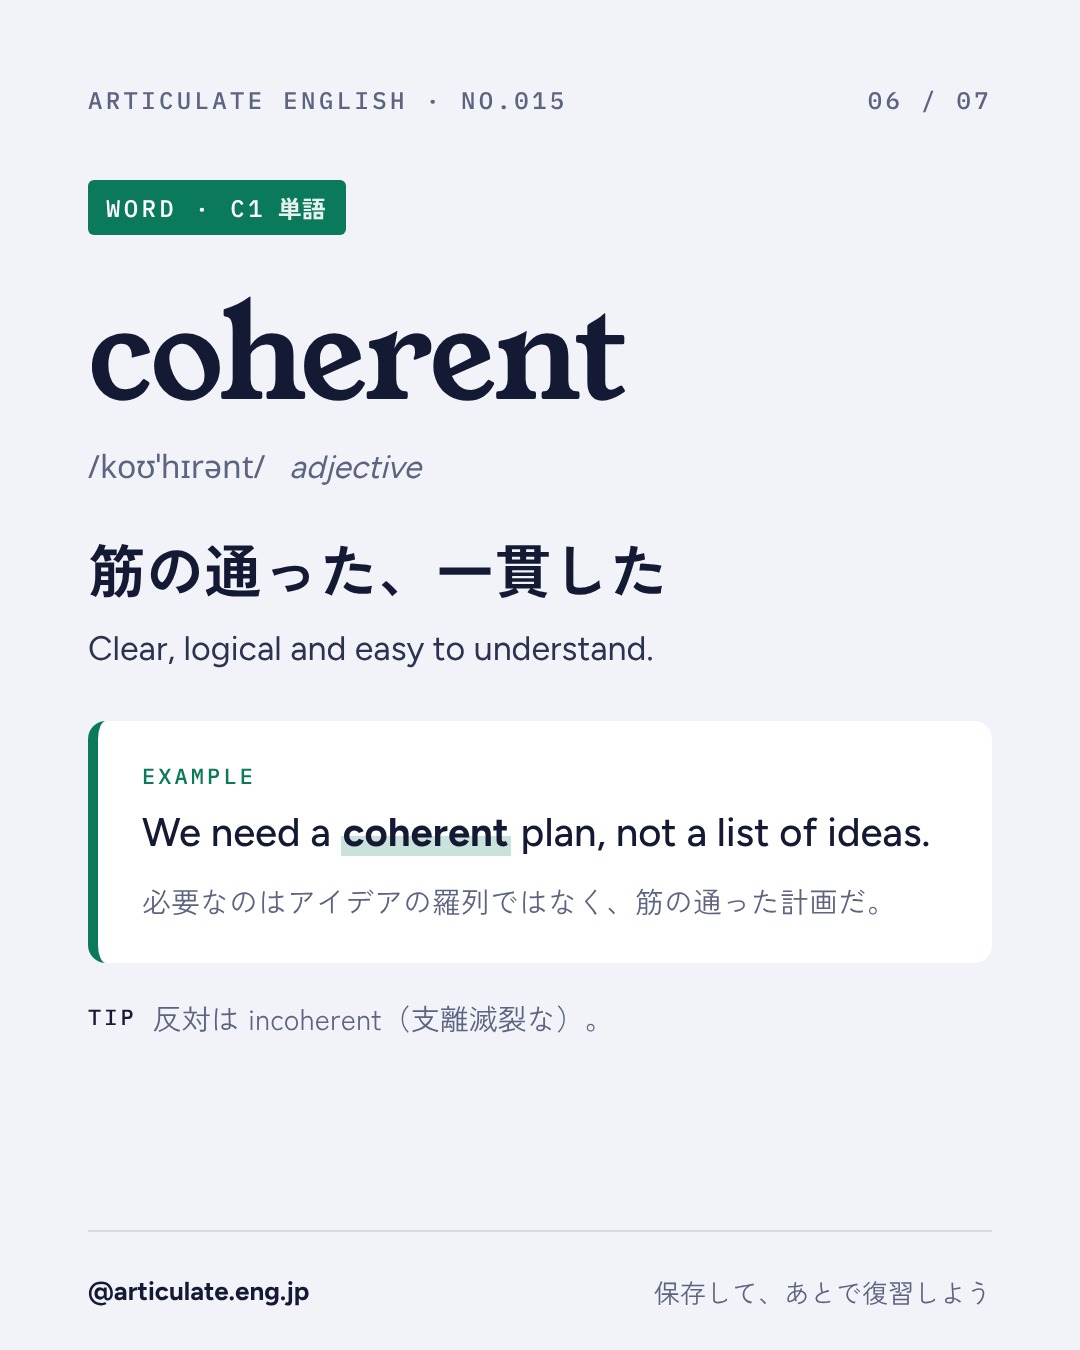 ARTICULATE ENGLISH · NO.015
06 / 07
WORD · C1 単語
coherent
/koʊˈhɪrənt/ adjective
筋の通った、一貫した
Clear, logical and easy to understand.
EXAMPLE
We need a coherent plan, not a list of ideas.
必要なのはアイデアの羅列ではなく、筋の通った計画だ。
TIP 反対は incoherent（支離滅裂な）。
@articulate.eng.jp
保存して、あとで復習しよう